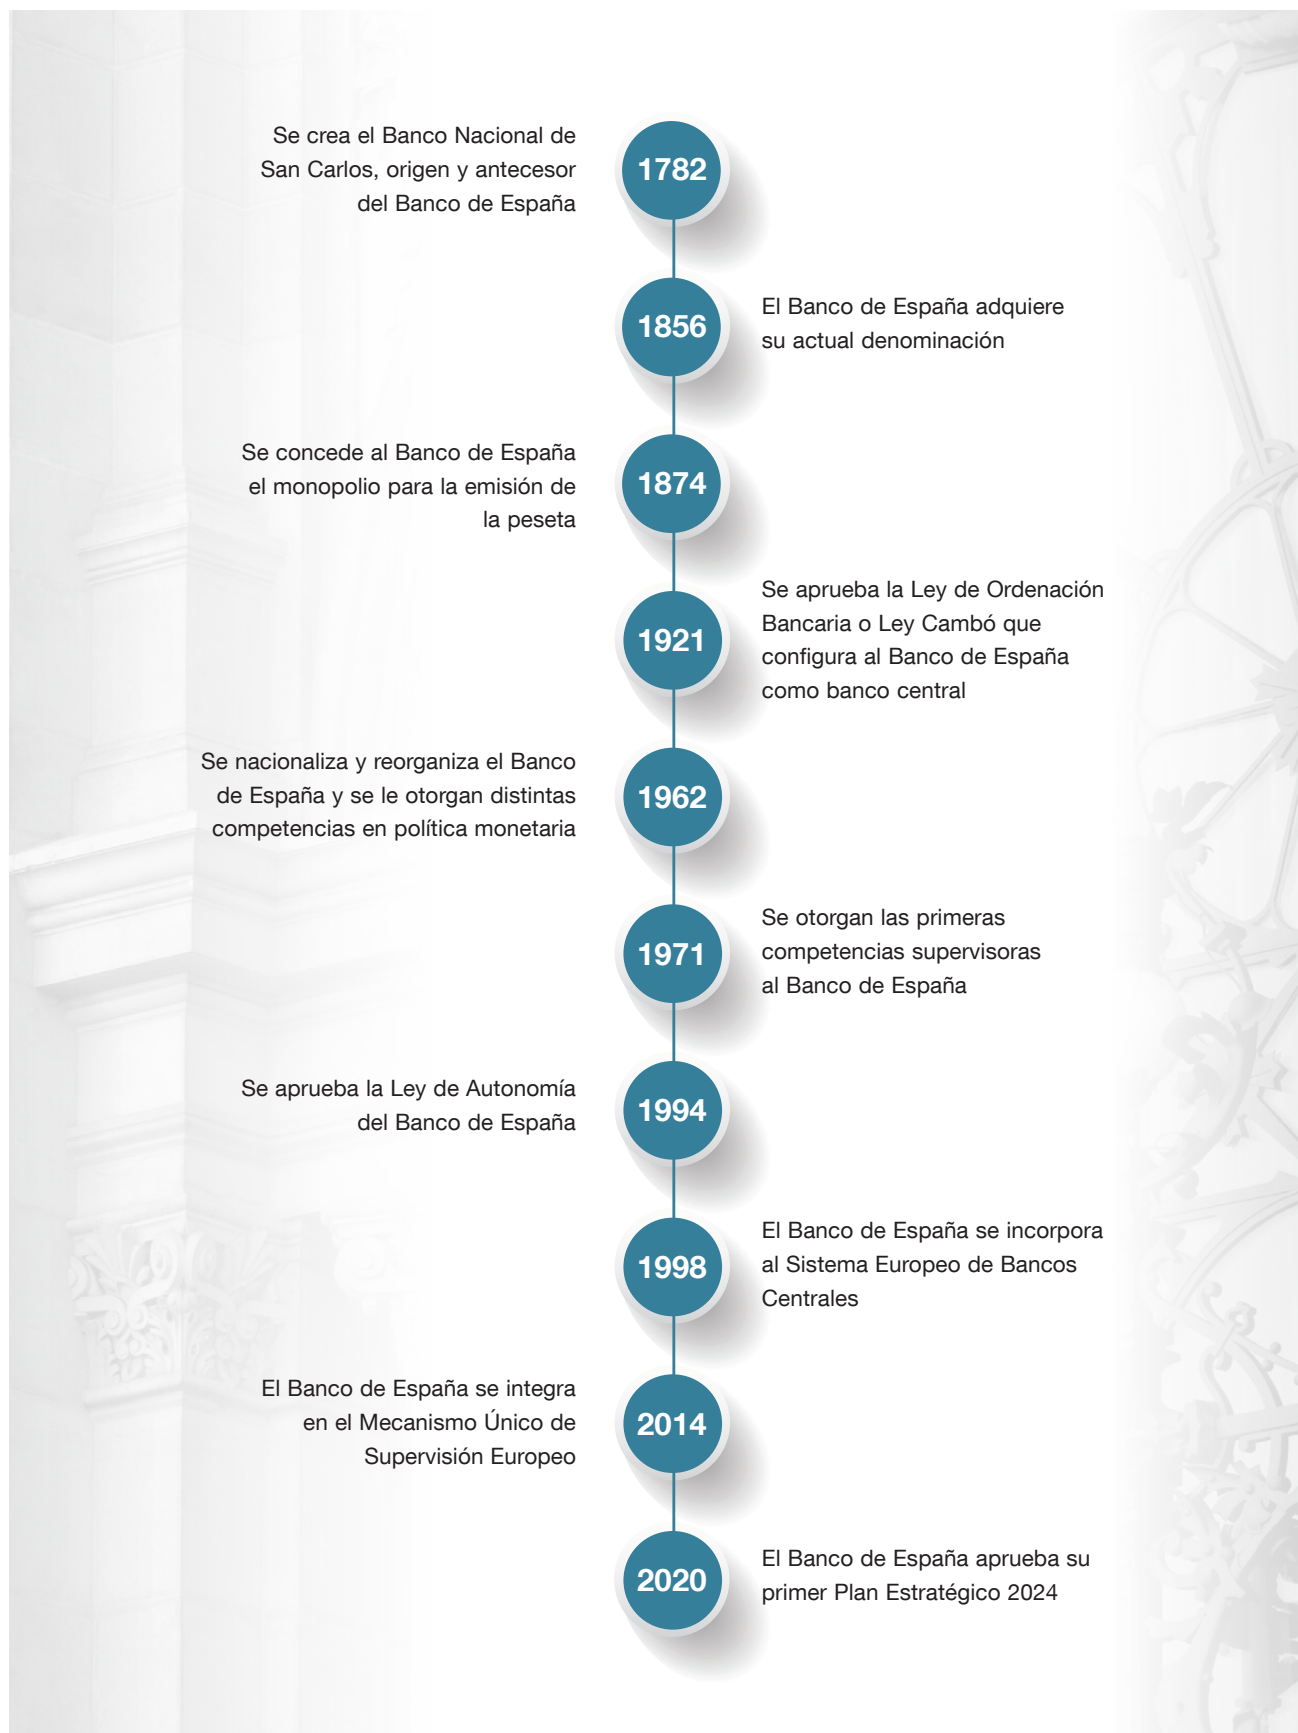 Se crea el Banco Nacional de
San Carlos, origen y antecesor
del Banco de España
1782
1856
El Banco de España adquiere
su actual denominación
Se concede al Banco de España
el monopolio para la emisión de
la peseta
1874
1921
Se aprueba la Ley de Ordenación
Bancaria o Ley Cambó que
configura al Banco de España
como banco central
Se nacionaliza y reorganiza el Banco
de España y se le otorgan distintas
competencias en política monetaria
1962
1971
Se otorgan las primeras
competencias supervisoras
al Banco de España
Se aprueba la Ley de Autonomía
del Banco de España
1994
1998
El Banco de España se incorpora
al Sistema Europeo de Bancos
Centrales
El Banco de España se integra
en el Mecanismo Único de
Supervisión Europeo
2014
2020
El Banco de España aprueba su
primer Plan Estratégico 2024